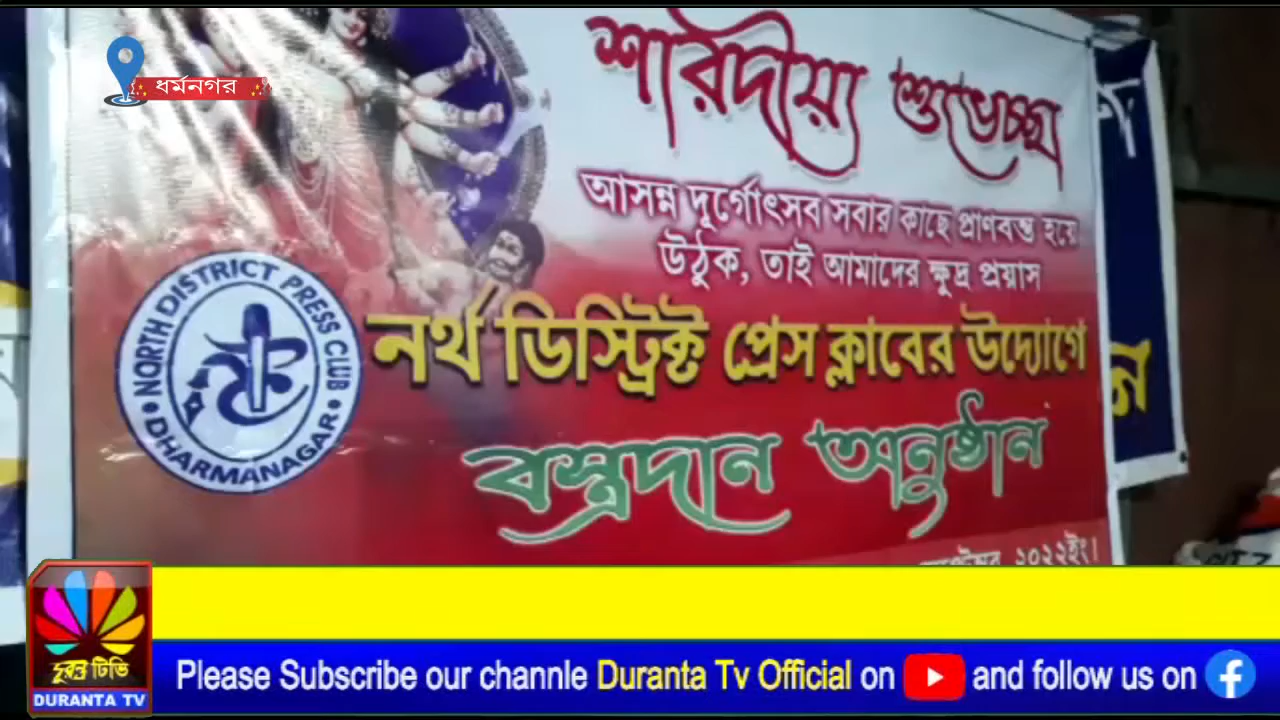 ধর্মনগর
শারদীয়া শুভেচ্ছা
আসন্ন দূর্গোৎসব সবার কাছে প্রাণবন্ত হয়ে
উঠুক, তাই আমাদের ক্ষুদ্র প্রয়াস
NORTH DISTRICT PRESS CLUB
DHARMANAGAR
নর্থ ডিস্ট্রিক্ট প্রেস ক্লাবের উদ্যোগে
বস্ত্রদান অনুষ্ঠান
২০২২ইং।
দুরন্ত টিভি
DURANTA TV
Please Subscribe our channle Duranta Tv Official on and follow us on